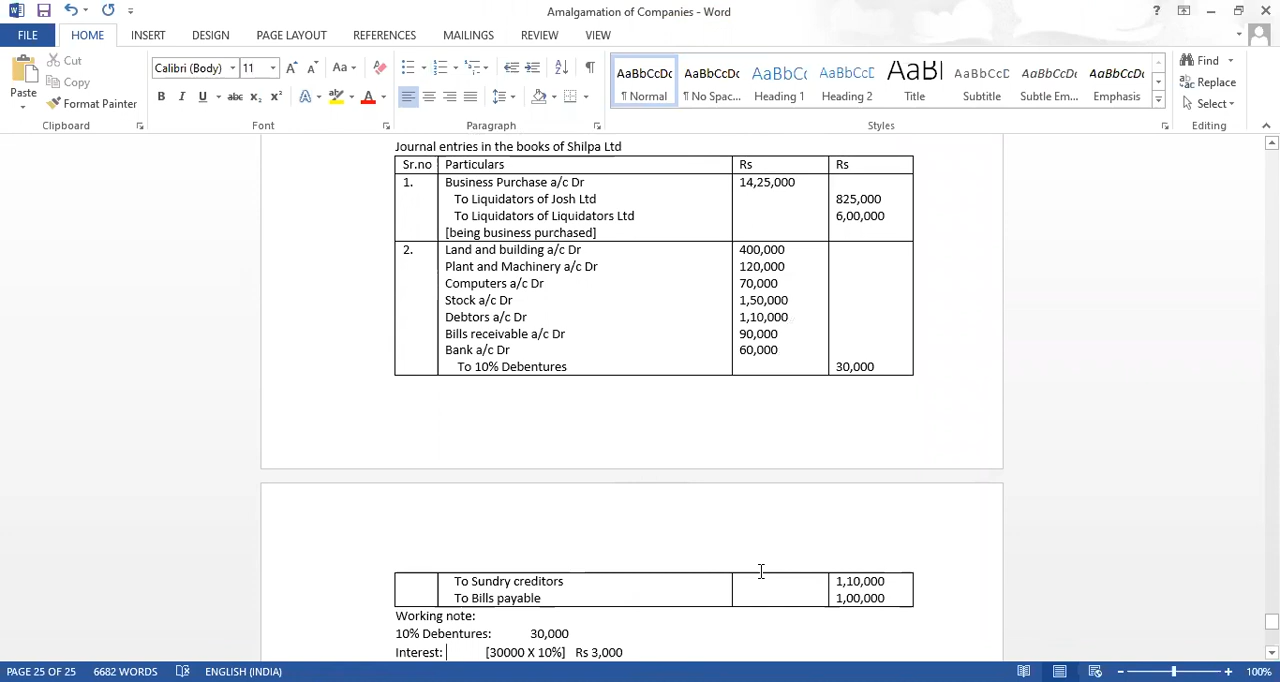 Amalgamation of Companies - Word
FILE HOME INSERT DESIGN PAGE LAYOUT REFERENCES MAILINGS REVIEW VIEW
Paste Cut Copy Format Painter Clipboard
Calibri (Body) 11 Font
Paragraph
AaBbCcDc AaBbCcDc AaBbCc AaBbCcD AaBl AaBbCcD AaBbCcDc AaBbCcDc
¶ Normal ¶ No Spac... Heading 1 Heading 2 Title Subtitle Subtle Em... Emphasis
Styles
Find Replace Select Editing
Journal entries in the books of Shilpa Ltd
Sr.no Particulars Rs Rs
1. Business Purchase a/c Dr 14,25,000
To Liquidators of Josh Ltd 825,000
To Liquidators of Liquidators Ltd 6,00,000
[being business purchased]
2. Land and building a/c Dr 400,000
Plant and Machinery a/c Dr 120,000
Computers a/c Dr 70,000
Stock a/c Dr 1,50,000
Debtors a/c Dr 1,10,000
Bills receivable a/c Dr 90,000
Bank a/c Dr 60,000
To 10% Debentures 30,000
To Sundry creditors 1,10,000
To Bills payable 1,00,000
Working note:
10% Debentures: 30,000
Interest: [30000 X 10%] Rs 3,000
PAGE 25 OF 25 6682 WORDS ENGLISH (INDIA) 100%